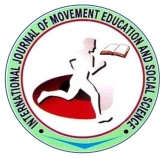 INTERNATIONAL JOURNAL OF MOVEMENT EDUCATION AND SOCIAL SCIENCE